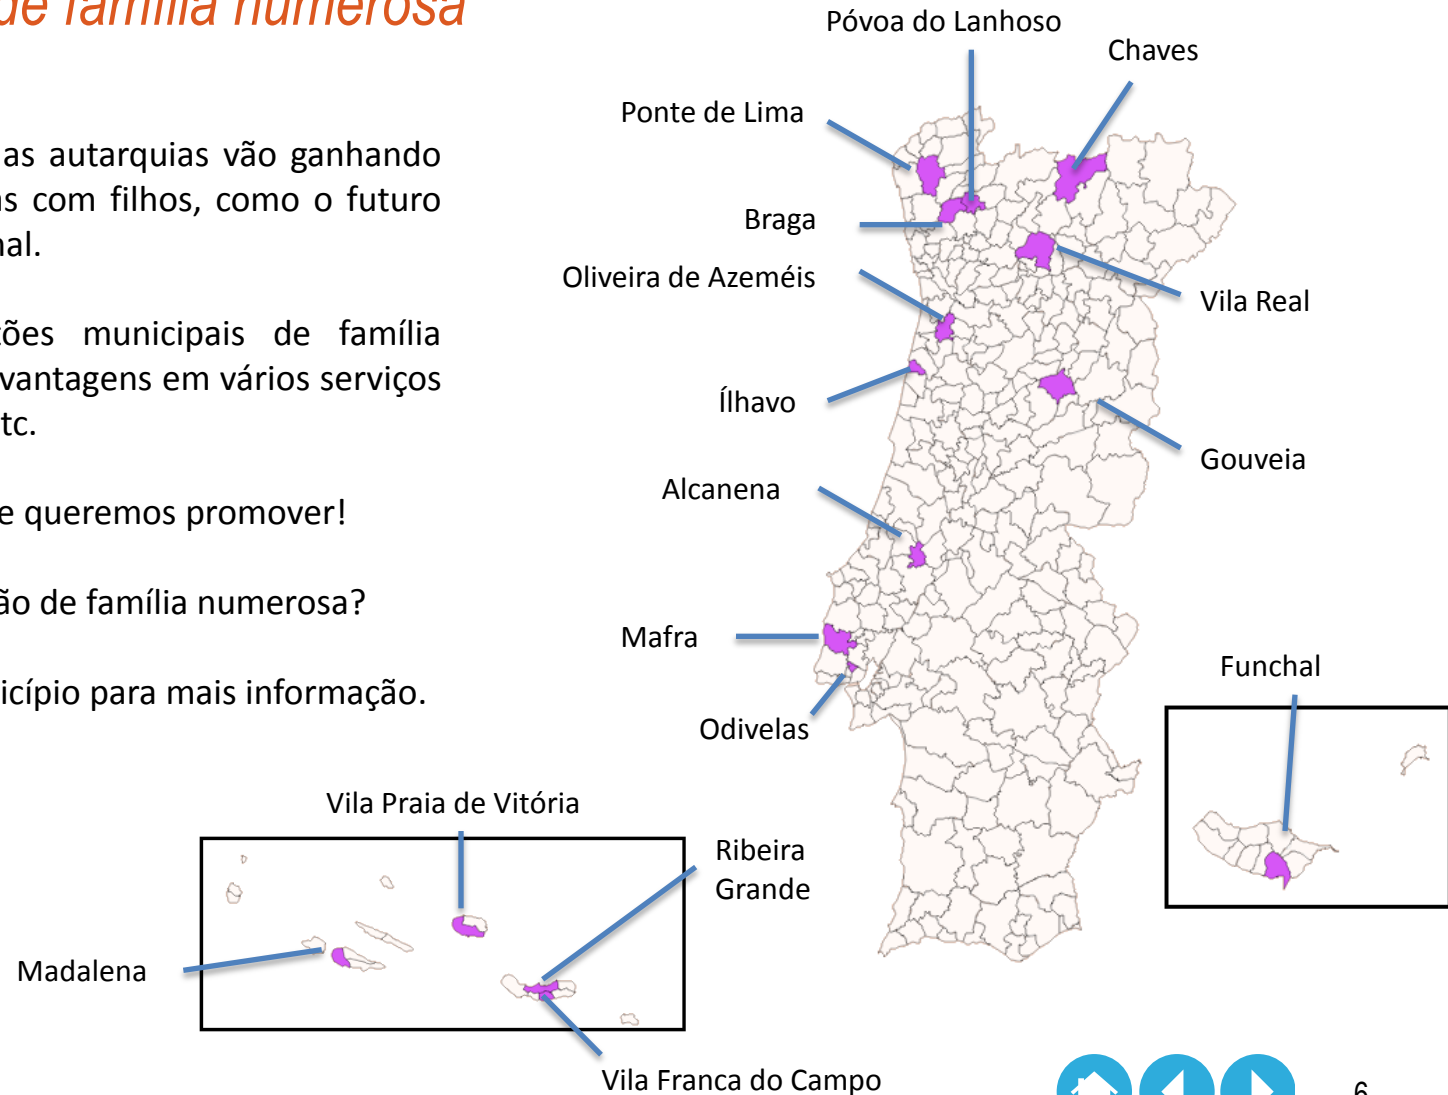 de família numerosa
as autarquias vão ganhando
com filhos, como o futuro
ões municipais de família
vantagens em vários serviços
tc.
e queremos promover!
ão de família numerosa?
icípio para mais informação.
Póvoa do Lanhoso
Chaves
Ponte de Lima
Braga
Oliveira de Azeméis
Vila Real
Ílhavo
Gouveia
Alcanena
Mafra
Odivelas
Funchal
Vila Praia de Vitória
Ribeira
Grande
Madalena
Vila Franca do Campo
6